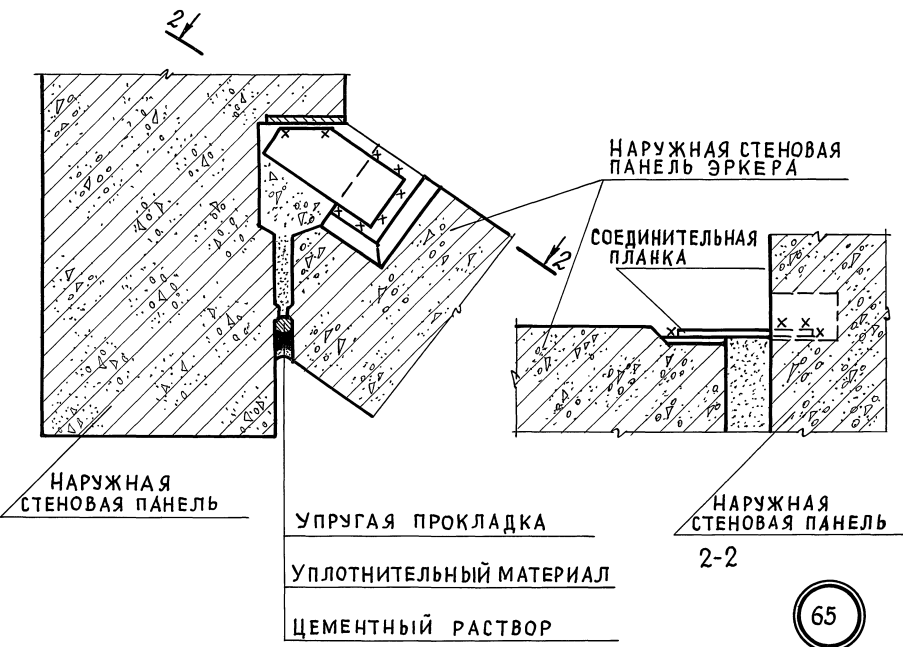 2
НАРУЖНАЯ СТЕНОВАЯ
ПАНЕЛЬ ЭРКЕРА
СОЕДИНИТЕЛЬНАЯ
ПЛАНКА
2
НАРУЖНАЯ
СТЕНОВАЯ ПАНЕЛЬ
УПРУГАЯ ПРОКЛАДКА
УПЛОТНИТЕЛЬНЫЙ МАТЕРИАЛ
ЦЕМЕНТНЫЙ РАСТВОР
НАРУЖНАЯ
СТЕНОВАЯ ПАНЕЛЬ
2-2
65